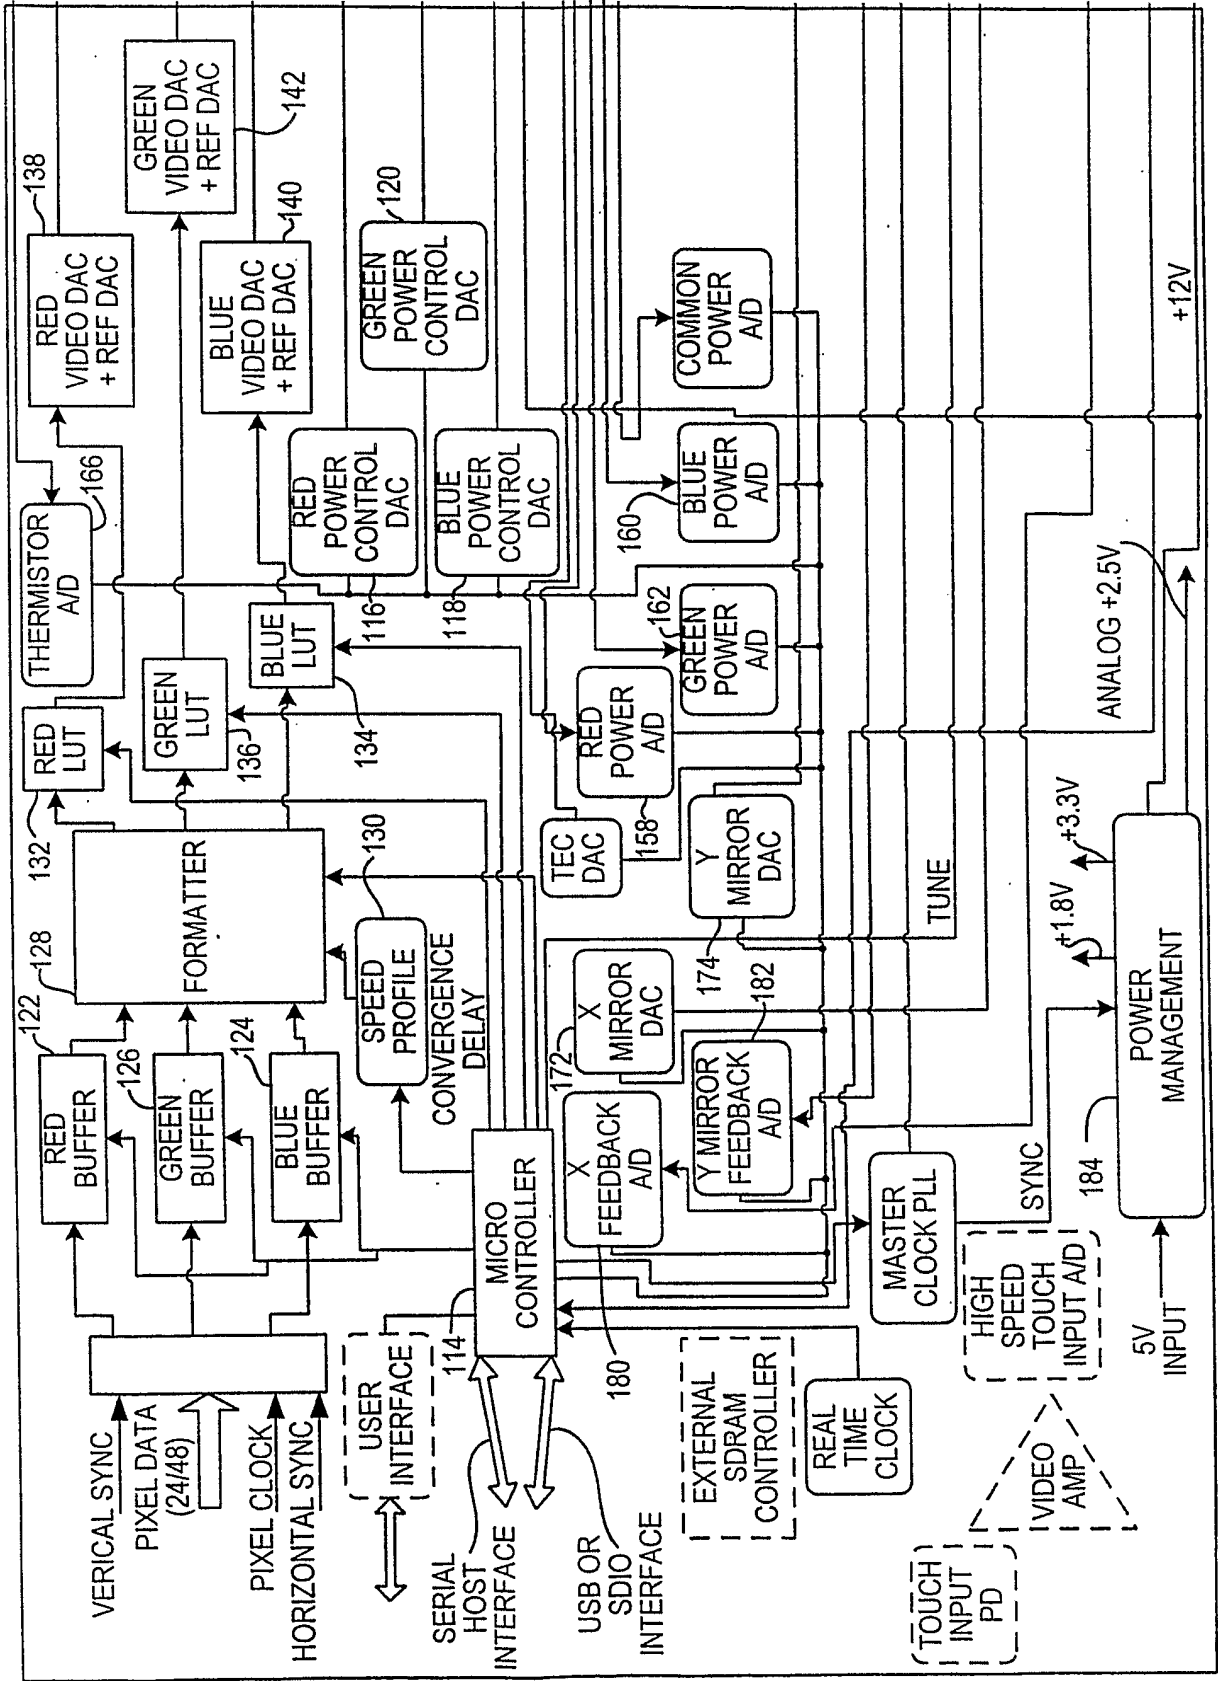 VERICAL SYNC
PIXEL DATA
(24/48)
PIXEL CLOCK
HORIZONTAL SYNC
RED
BUFFER
122
GREEN
BUFFER
126
BLUE
BUFFER
124
128
FORMATTER
132
RED
LUT
GREEN
LUT
136
BLUE
LUT
134
THERMISTOR
A/D
166
RED
VIDEO DAC
+ REF DAC
138
GREEN
VIDEO DAC
+ REF DAC
142
BLUE
VIDEO DAC
+ REF DAC
140
RED
POWER
CONTROL
DAC
116
GREEN
POWER
CONTROL
DAC
120
BLUE
POWER
CONTROL
DAC
118
SPEED
PROFILE
130
CONVERGENCE
DELAY
USER
INTERFACE
114
MICRO
CONTROLLER
SERIAL
HOST
INTERFACE
USB OR
SDIO
INTERFACE
TEC
DAC
RED
POWER
A/D
158
GREEN
POWER
A/D
162
BLUE
POWER
A/D
160
COMMON
POWER
A/D
X
MIRROR
DAC
172
Y
MIRROR
DAC
174
X
FEEDBACK
A/D
180
Y MIRROR
FEEDBACK
A/D
182
EXTERNAL
SDRAM
CONTROLLER
REAL
TIME
CLOCK
MASTER
CLOCK PLL
TUNE
SYNC
HIGH
SPEED
TOUCH
INPUT A/D
TOUCH
INPUT
PD
VIDEO
AMP
5V
INPUT
184
POWER
MANAGEMENT
+1.8V
+3.3V
ANALOG +2.5V
+12V